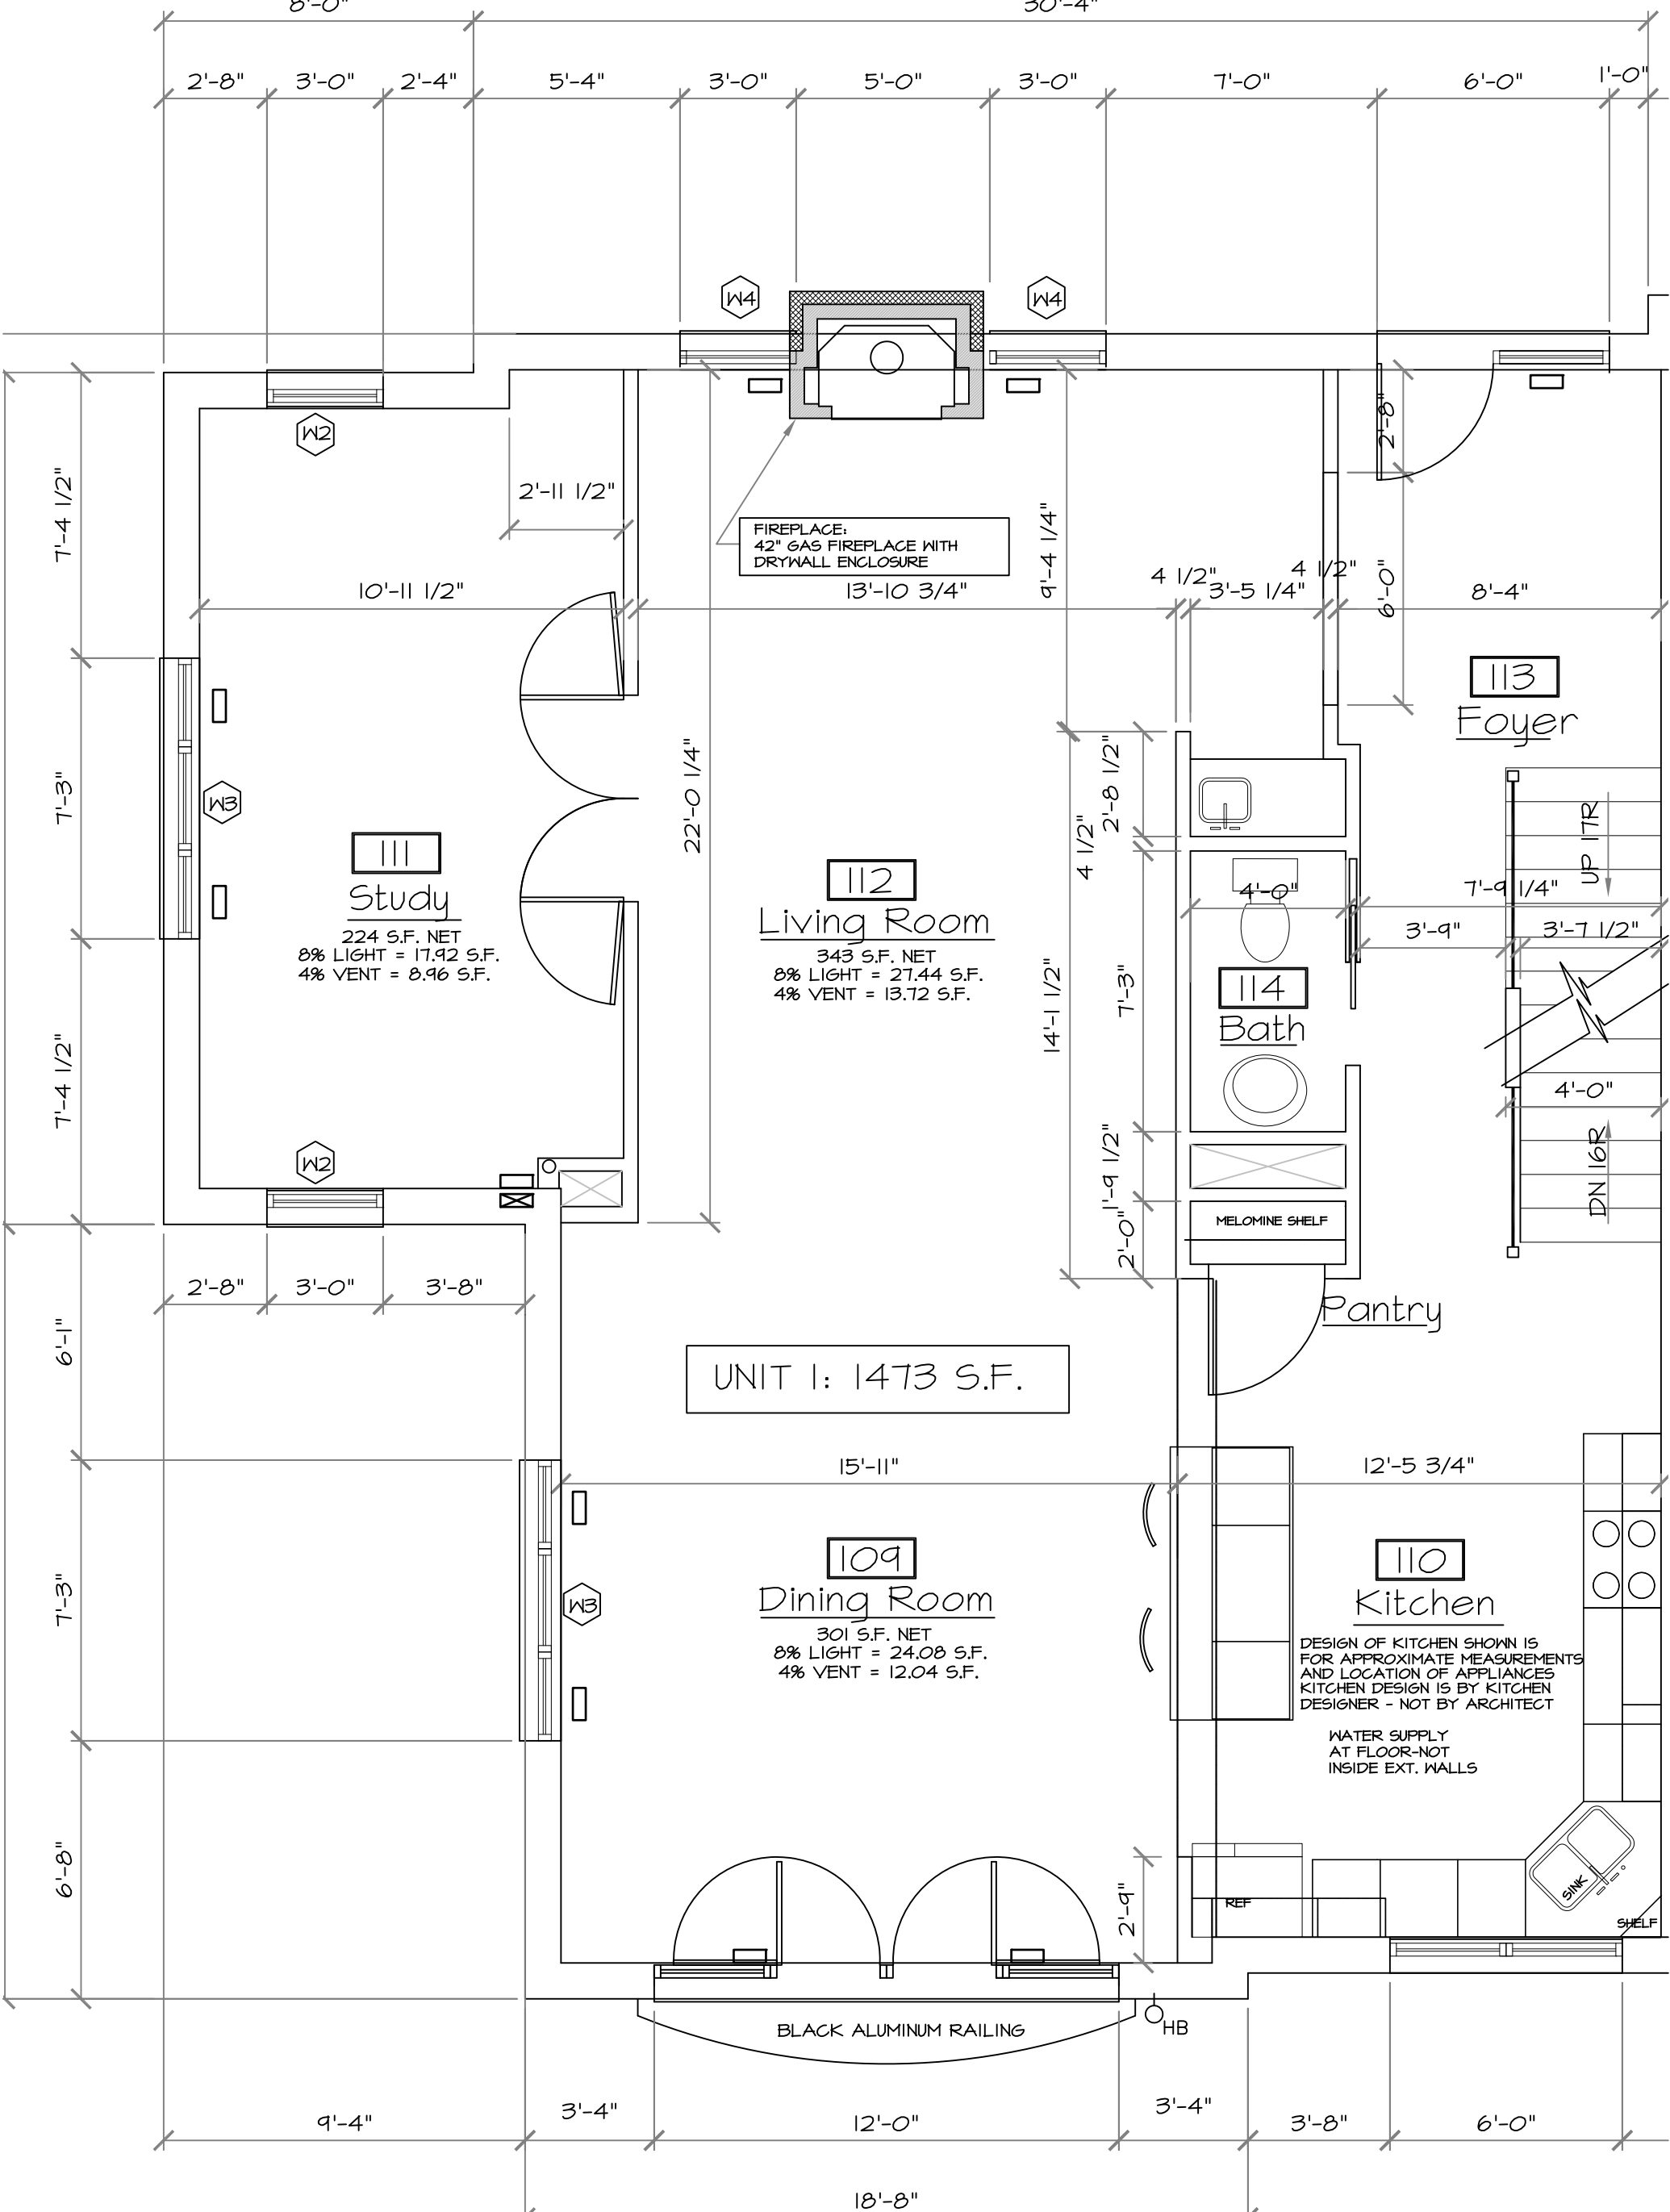 8'-0"
30'-4"
2'-8"
3'-0"
2'-4"
5'-4"
3'-0"
5'-0"
3'-0"
7'-0"
6'-0"
1'-0"
W4
W4
W2
2'-8"
7'-4 1/2"
2'-11 1/2"
FIREPLACE:
42" GAS FIREPLACE WITH
DRYWALL ENCLOSURE
9'-4 1/4"
10'-11 1/2"
13'-10 3/4"
4 1/2"
3'-5 1/4"
4 1/2"
6'-0"
8'-4"
113
Foyer
7'-3"
W3
22'-0 1/4"
2'-8 1/2"
4 1/2"
UP 17R
111
Study
224 S.F. NET
8% LIGHT = 17.92 S.F.
4% VENT = 8.96 S.F.
112
Living Room
343 S.F. NET
8% LIGHT = 27.44 S.F.
4% VENT = 13.72 S.F.
4'-0"
7'-9 1/4"
3'-9"
3'-7 1/2"
14'-1 1/2"
7'-3"
114
Bath
7'-4 1/2"
4'-0"
W2
1'-9 1/2"
DN 16R
MELOMINE SHELF
2'-0"
2'-8"
3'-0"
3'-8"
Pantry
6'-1"
UNIT 1: 1473 S.F.
15'-11"
12'-5 3/4"
7'-3"
W3
109
Dining Room
301 S.F. NET
8% LIGHT = 24.08 S.F.
4% VENT = 12.04 S.F.
110
Kitchen
DESIGN OF KITCHEN SHOWN IS
FOR APPROXIMATE MEASUREMENTS
AND LOCATION OF APPLIANCES
KITCHEN DESIGN IS BY KITCHEN
DESIGNER - NOT BY ARCHITECT
WATER SUPPLY
AT FLOOR-NOT
INSIDE EXT. WALLS
6'-8"
2'-9"
REF
SINK
SHELF
BLACK ALUMINUM RAILING
HB
9'-4"
3'-4"
12'-0"
3'-4"
3'-8"
6'-0"
18'-8"